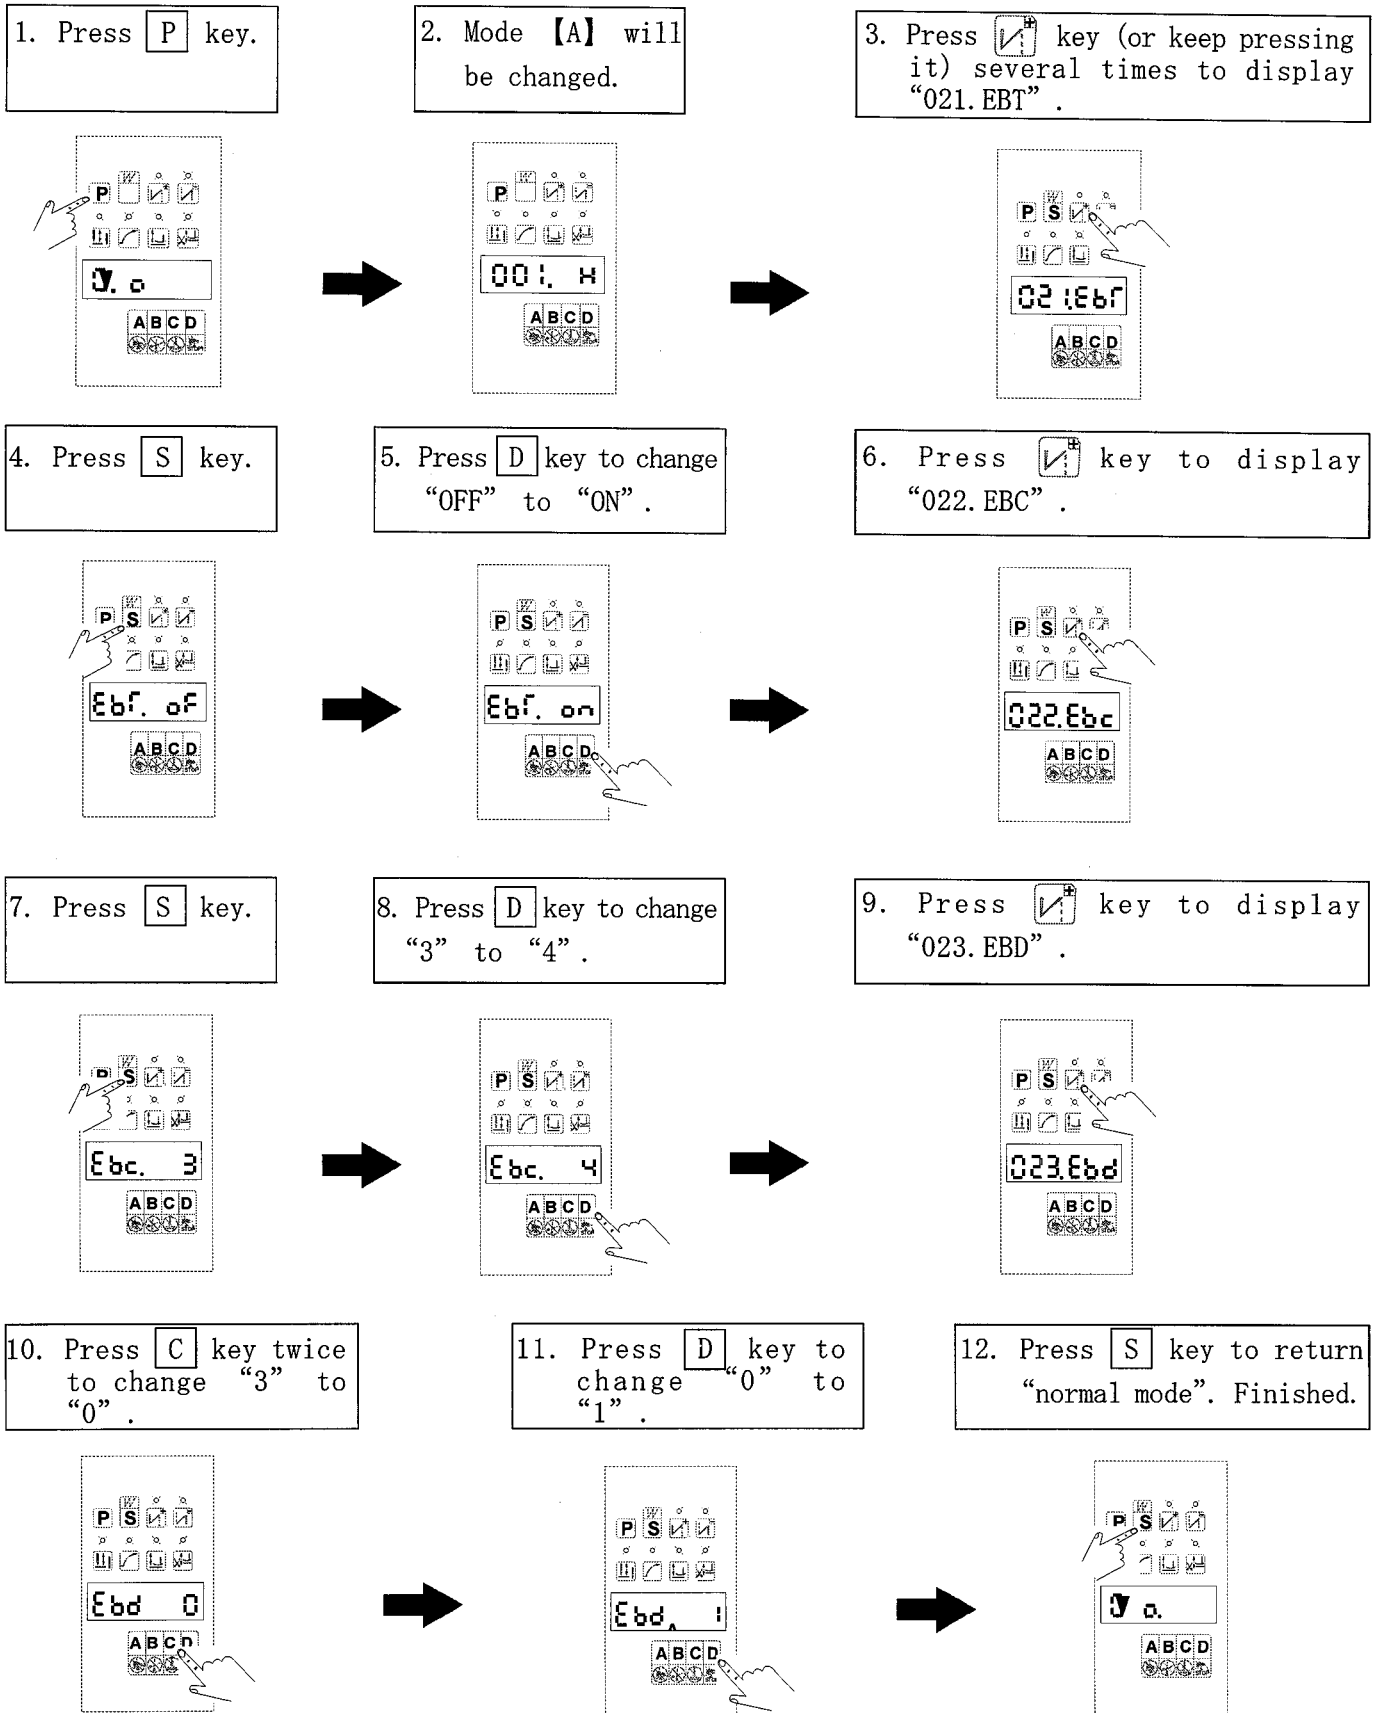 1. Press P key.
2. Mode 【A】 will
be changed.
3. Press key (or keep pressing
it) several times to display
“021.EBT” .
P
P
P S
0. o
001. H
021.EbT
A B C D
A B C D
A B C D
4. Press S key.
5. Press D key to change
“OFF” to “ON” .
6. Press key to display
“022.EBC” .
P S
P S
P S
EbT. oF
EbT. on
022.Ebc
A B C D
A B C D
A B C D
7. Press S key.
8. Press D key to change
“3” to “4” .
9. Press key to display
“023.EBD” .
P S
P S
P S
Ebc. 3
Ebc. 4
023.Ebd
A B C D
A B C D
A B C D
10. Press C key twice
to change “3” to
“0” .
11. Press D key to
change “0” to
“1” .
12. Press S key to return
“normal mode”. Finished.
P S
P S
P S
Ebd 0
Ebd 1
o.
A B C D
A B C D
A B C D